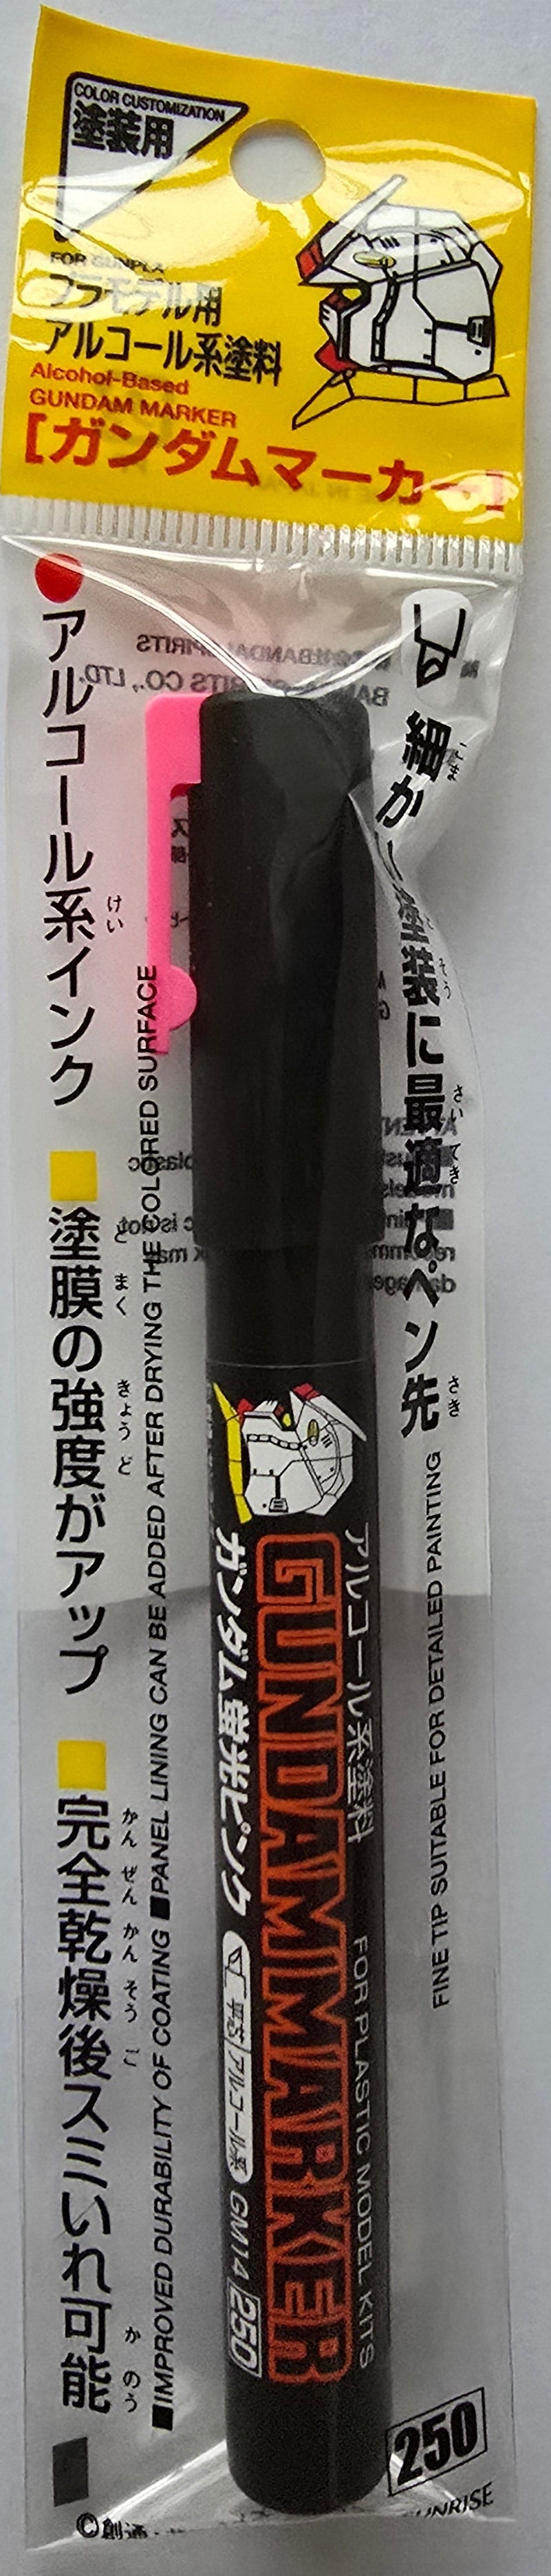 COLOR CUSTOMIZATION
塗装用
FOR GUNPLA
プラモデル用
アルコール系塗料
Alcohol-Based
GUNDAM MARKER
[ガンダムマーカー]
細かい塗装に最適なペン先
FINE TIP SUITABLE FOR DETAILED PAINTING
●アルコール系インク
■塗膜の強度がアップ
■完全乾燥後スミいれ可能
■IMPROVED DURABILITY OF COATING ■PANEL LINING CAN BE ADDED AFTER DRYING THE COLORED SURFACE
アルコール系塗料 FOR PLASTIC MODEL KITS
GUNDAM MARKER
ガンダム蛍光ピンク
平芯 アルコール系 GM14 250
250
©創通・
SUNRISE